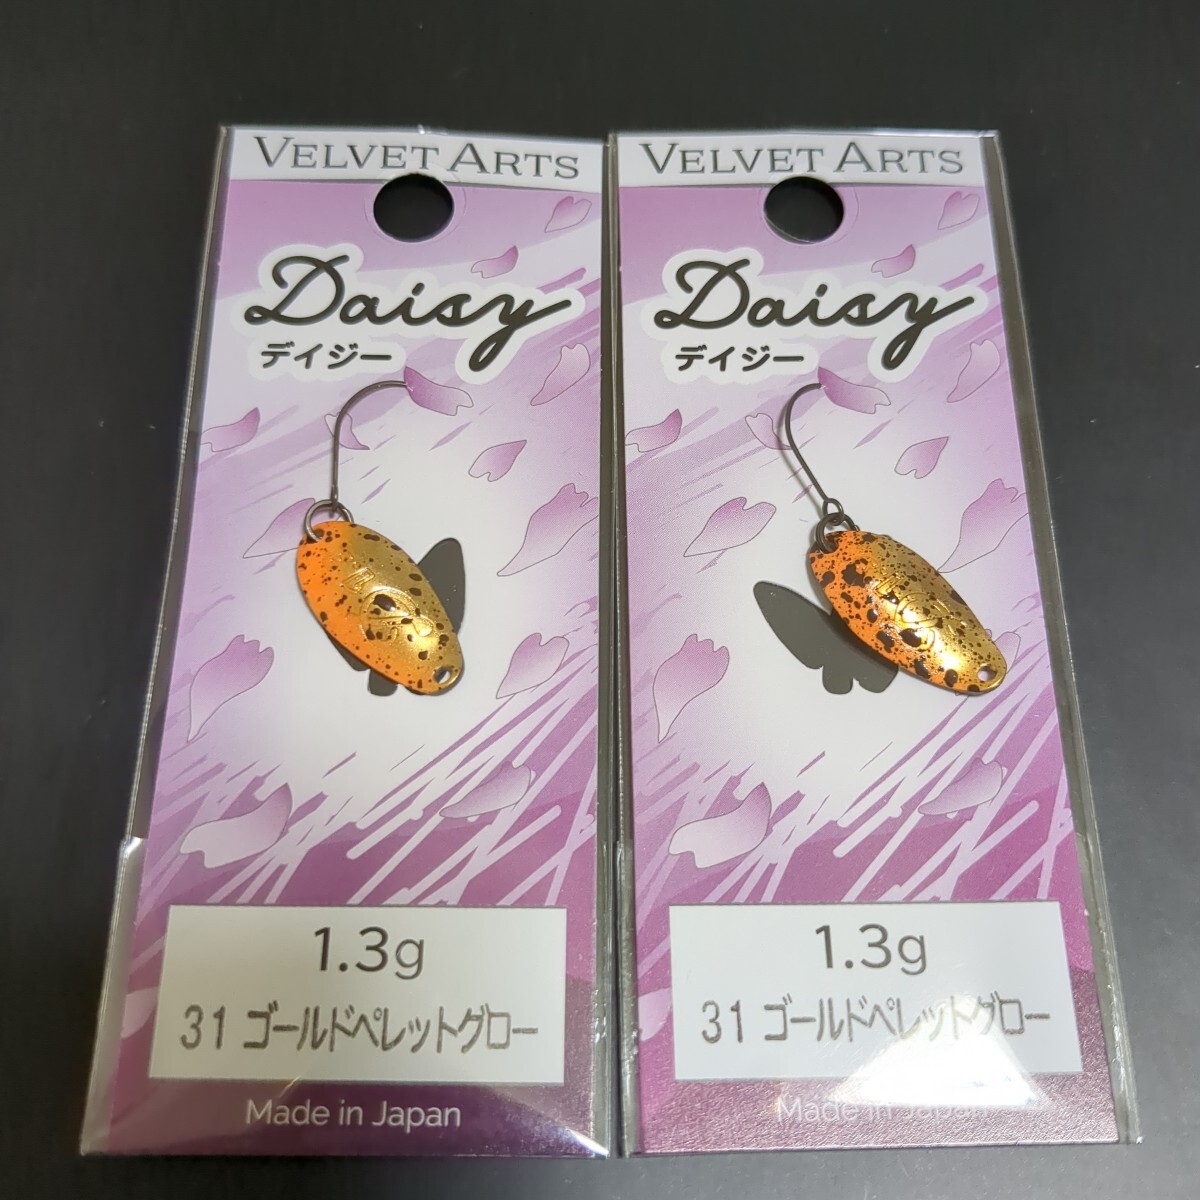 VELVET ARTS
Daisy
デイジー
1.3g
31 ゴールドペレットグロー
Made in Japan
VELVET ARTS
Daisy
デイジー
1.3g
31 ゴールドペレットグロー
Made in Japan